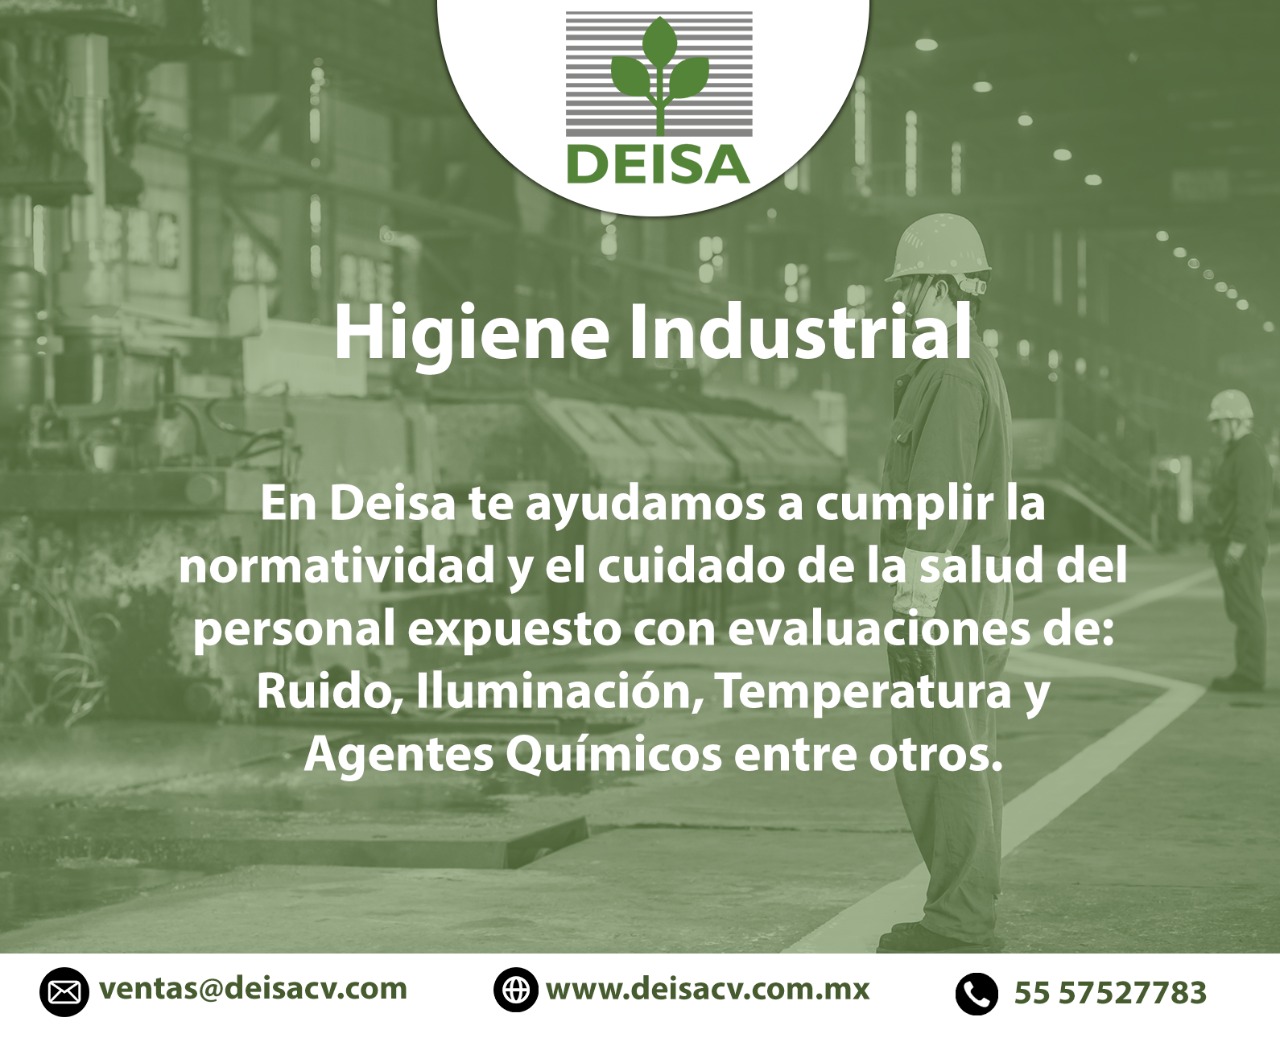 DEISA
Higiene Industrial
En Deisa te ayudamos a cumplir la
normatividad y el cuidado de la salud del
personal expuesto con evaluaciones de:
Ruido, Iluminación, Temperatura y
Agentes Químicos entre otros.
ventas@deisacv.com
www.deisacv.com.mx
55 57527783